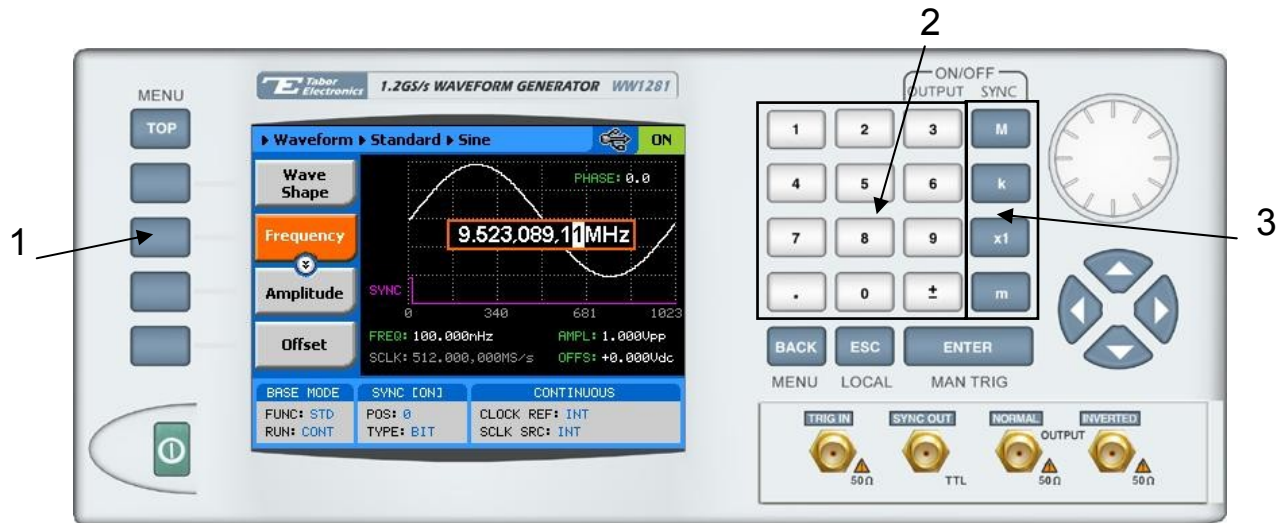 2
1
3
MENU
TOP
Tabor Electronics
1.2GS/s WAVEFORM GENERATOR WW1281
Waveform Standard Sine ON
Wave
Shape
Frequency
Amplitude
Offset
PHASE: 0.0
9.523,089,11MHz
SYNC
0 340 681 1023
FREQ: 100.000mHz AMPL: 1.000Vpp
SCLK: 512.000,000MS/s OFFS: +0.000Vdc
BASE MODE SYNC [ON] CONTINUOUS
FUNC: STD POS: 0 CLOCK REF: INT
RUN: CONT TYPE: BIT SCLK SRC: INT
ON/OFF
OUTPUT SYNC
1 2 3 M
4 5 6 k
7 8 9 x1
. 0 ± m
BACK ESC ENTER
MENU LOCAL MAN TRIG
TRIG IN SYNC OUT NORMAL INVERTED
OUTPUT
50Ω TTL 50Ω 50Ω